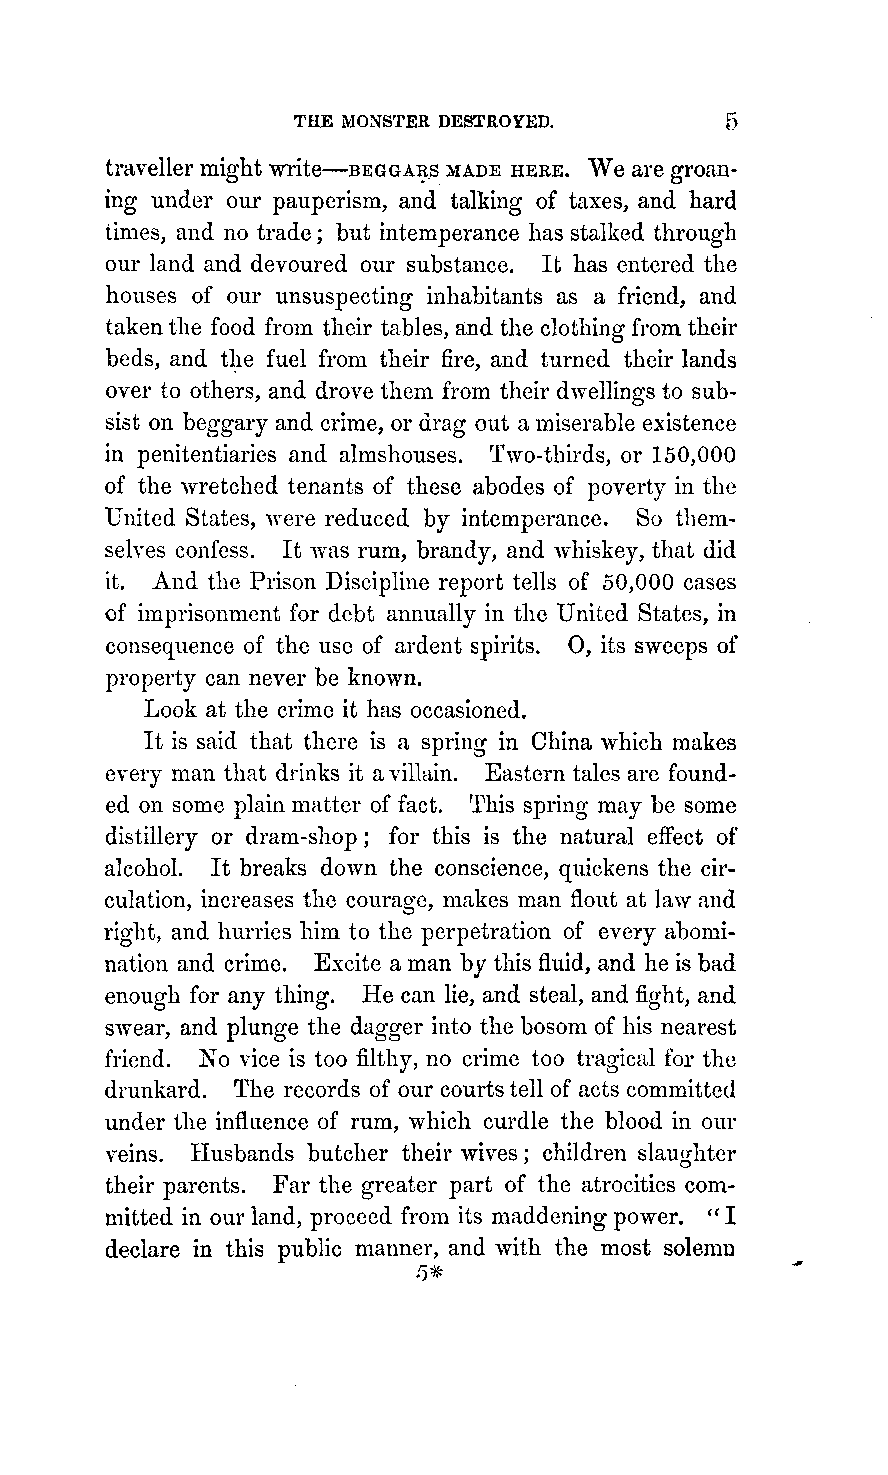 THE MONSTER DESTROYED. 5
traveller might write—BEGGARS MADE HERE. We are groan-
ing under our pauperism, and talking of taxes, and hard
times, and no trade; but intemperance has stalked through
our land and devoured our substance. It has entered the
houses of our unsuspecting inhabitants as a friend, and
taken the food from their tables, and the clothing from their
beds, and the fuel from their fire, and turned their lands
over to others, and drove them from their dwellings to sub-
sist on beggary and crime, or drag out a miserable existence
in penitentiaries and almshouses. Two-thirds, or 150,000
of the wretched tenants of these abodes of poverty in the
United States, were reduced by intemperance. So them-
selves confess. It was rum, brandy, and whiskey, that did
it. And the Prison Discipline report tells of 50,000 cases
of imprisonment for debt annually in the United States, in
consequence of the use of ardent spirits. O, its sweeps of
property can never be known.
Look at the crime it has occasioned.
It is said that there is a spring in China which makes
every man that drinks it a villain. Eastern tales are found-
ed on some plain matter of fact. This spring may be some
distillery or dram-shop; for this is the natural effect of
alcohol. It breaks down the conscience, quickens the cir-
culation, increases the courage, makes man flout at law and
right, and hurries him to the perpetration of every abomi-
nation and crime. Excite a man by this fluid, and he is bad
enough for any thing. He can lie, and steal, and fight, and
swear, and plunge the dagger into the bosom of his nearest
friend. No vice is too filthy, no crime too tragical for the
drunkard. The records of our courts tell of acts committed
under the influence of rum, which curdle the blood in our
veins. Husbands butcher their wives; children slaughter
their parents. Far the greater part of the atrocities com-
mitted in our land, proceed from its maddening power. "I
declare in this public manner, and with the most solemn
5*